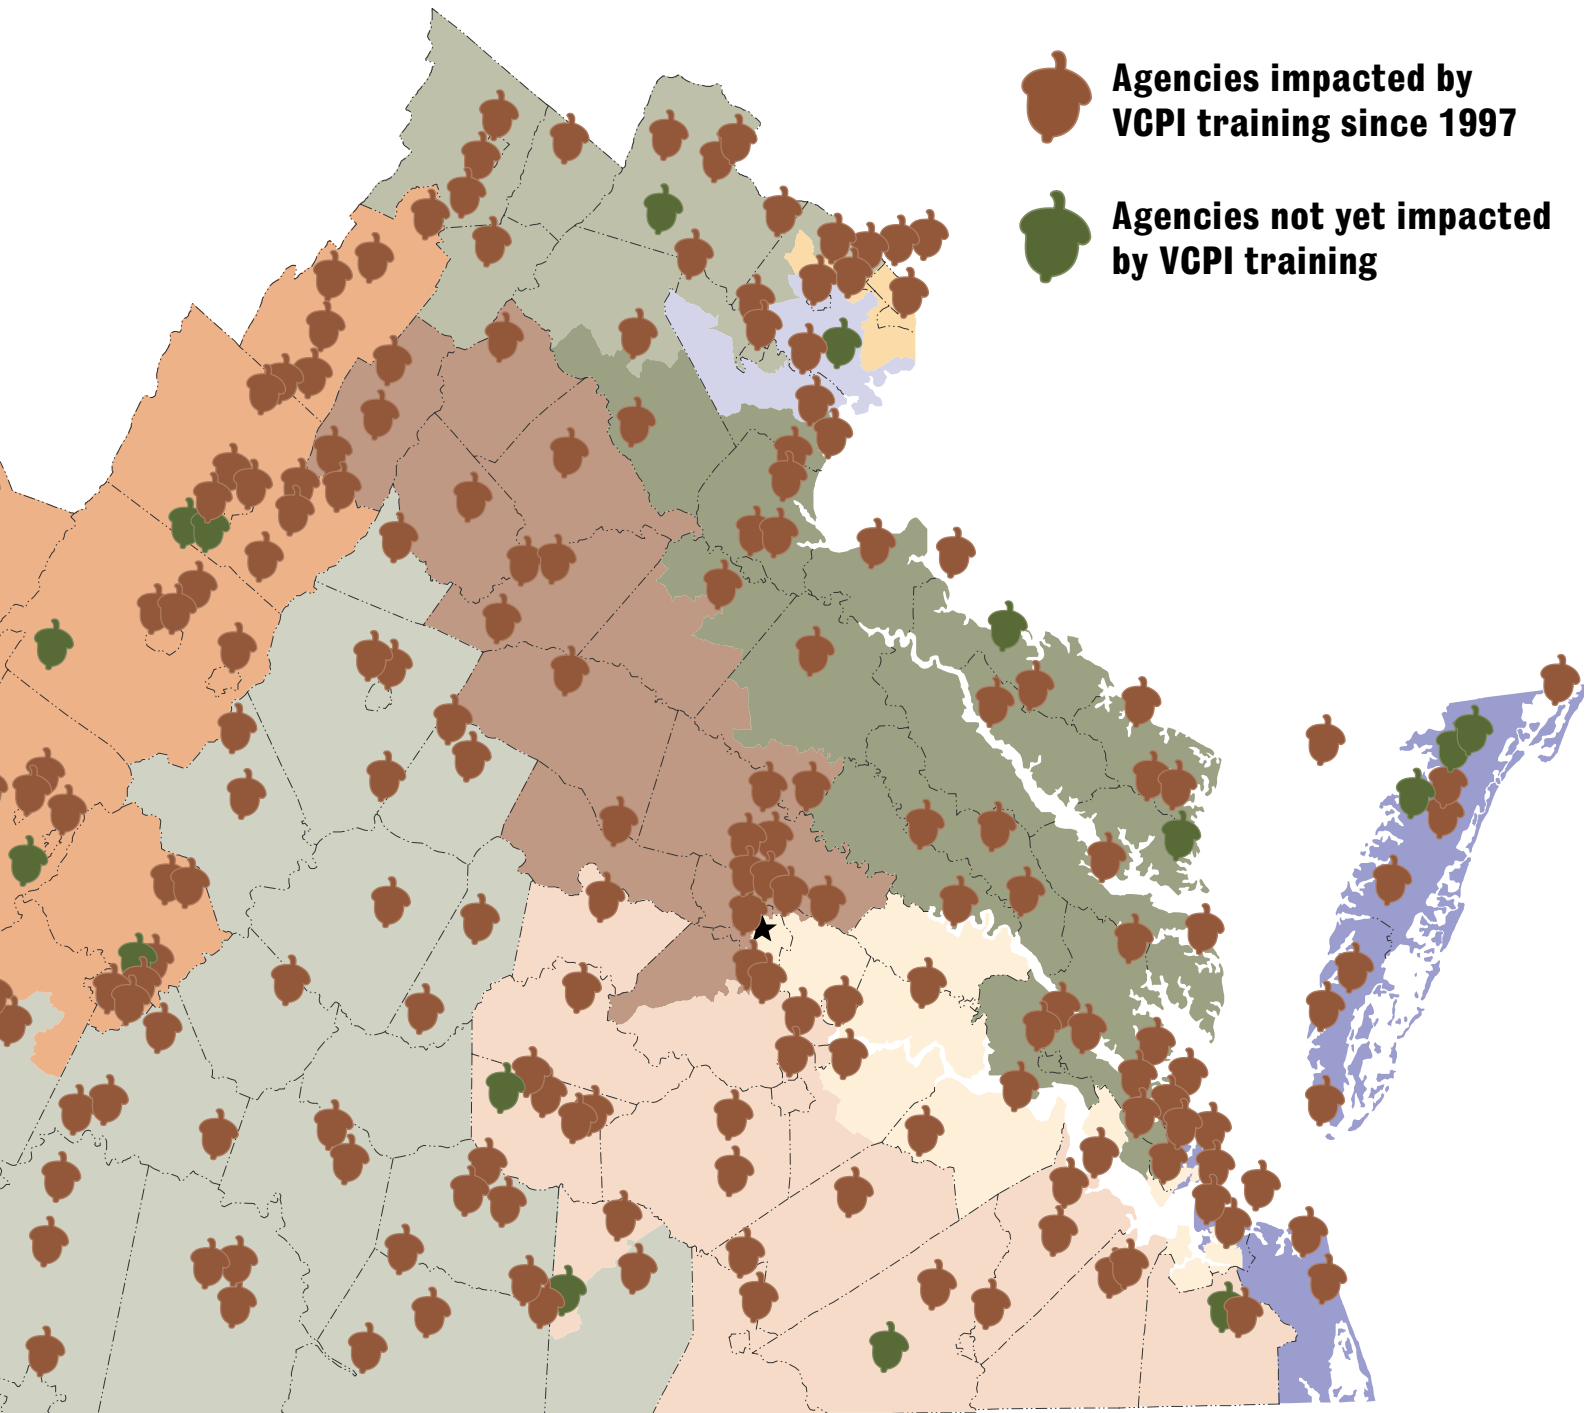 Agencies impacted by
VCPI training since 1997
Agencies not yet impacted
by VCPI training